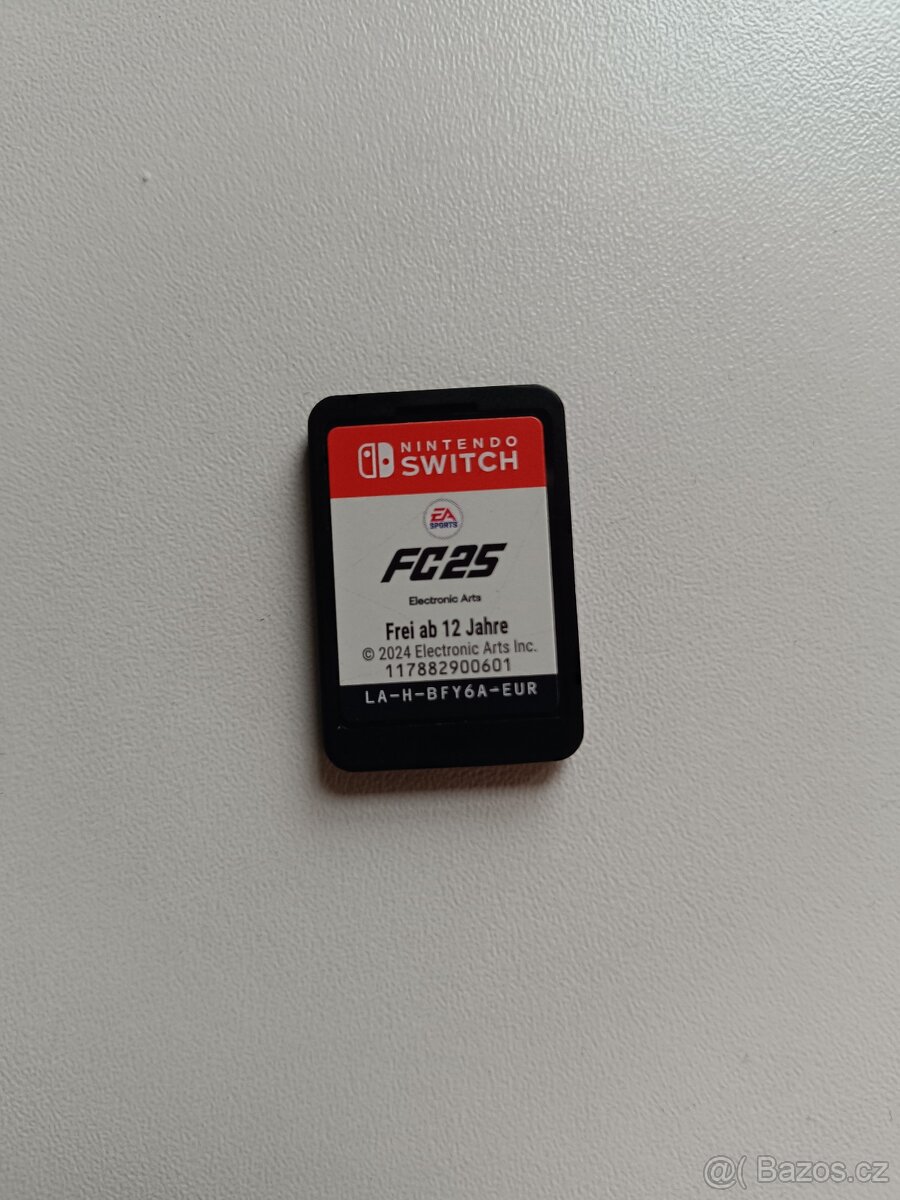 NINTENDO
SWITCH
EA
SPORTS
FC25
Electronic Arts
Frei ab 12 Jahre
© 2024 Electronic Arts Inc.
117882900601
LA-H-BFY6A-EUR
@( Bazos.cz